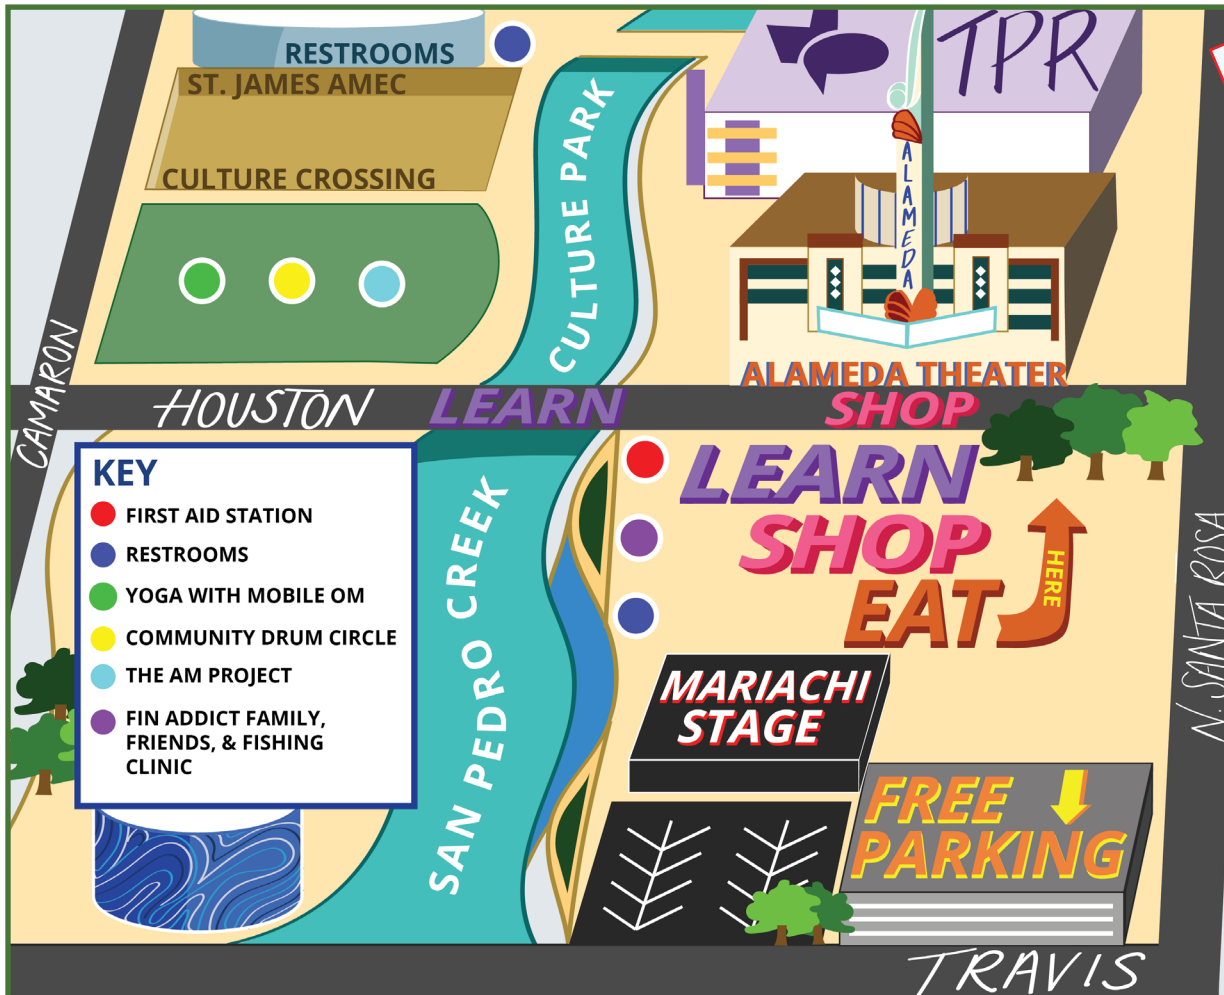 RESTROOMS
ST. JAMES AMEC
CULTURE CROSSING
CULTURE PARK
TPR
ALAMEDA
ALAMEDA THEATER
CAMARON
HOUSTON
LEARN
SHOP
KEY
FIRST AID STATION
RESTROOMS
YOGA WITH MOBILE OM
COMMUNITY DRUM CIRCLE
THE AM PROJECT
FIN ADDICT FAMILY,
FRIENDS, & FISHING
CLINIC
SAN PEDRO CREEK
LEARN
SHOP
EAT
HERE
N. SANTA ROSA
MARIACHI
STAGE
FREE
PARKING
TRAVIS